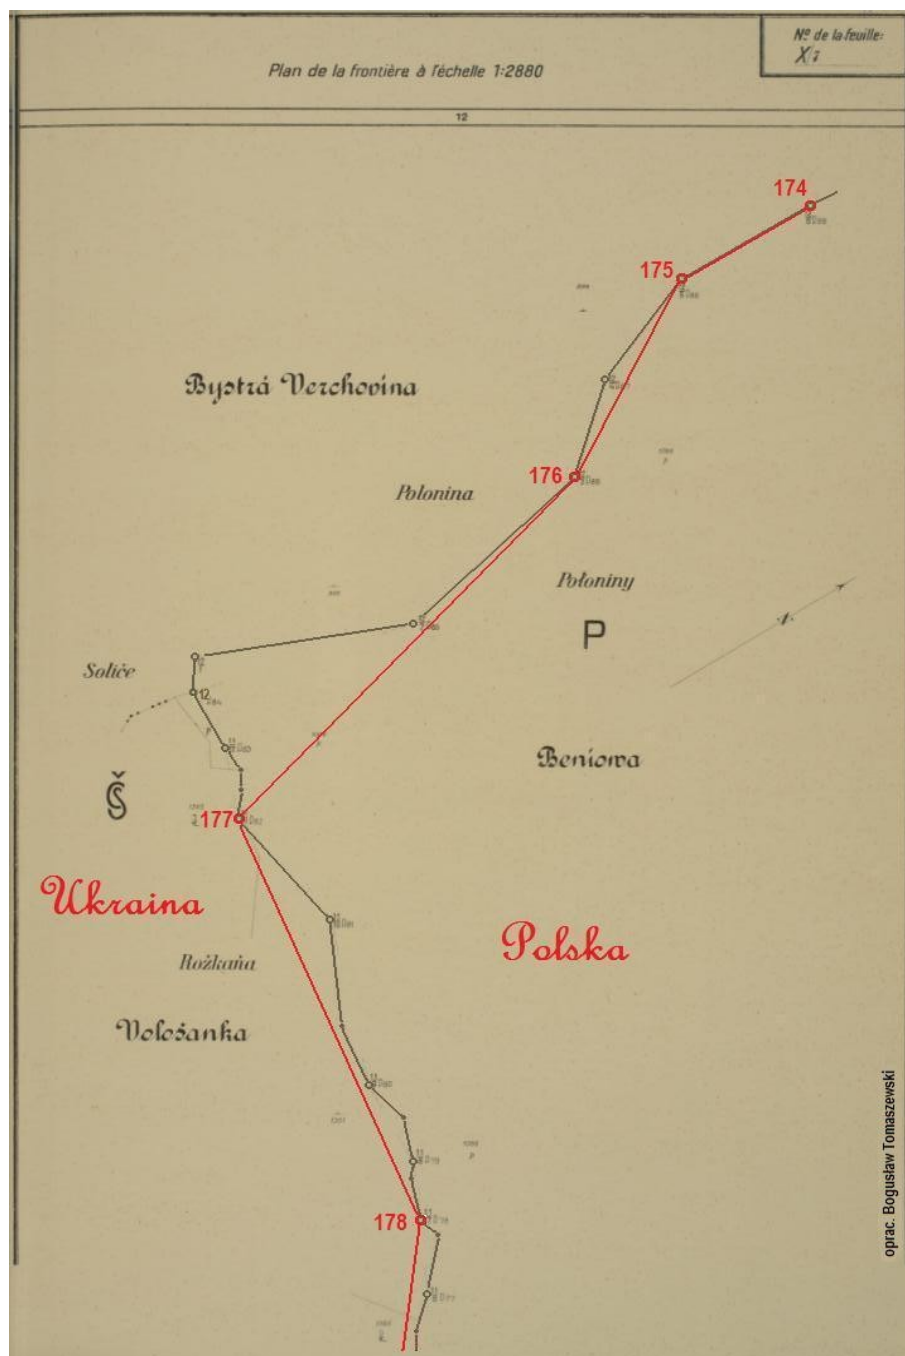 Nº de la feuille:
X/7
Plan de la frontière à l'échelle 1:2880
12
174
175
Bystrá Verchovina
176
Polonina
Połoniny
P
Soliče
12
Beniowa
Š
177
Ukraina
Polska
Rožkaňa
Vološanka
178
oprac. Bogusław Tomaszewski